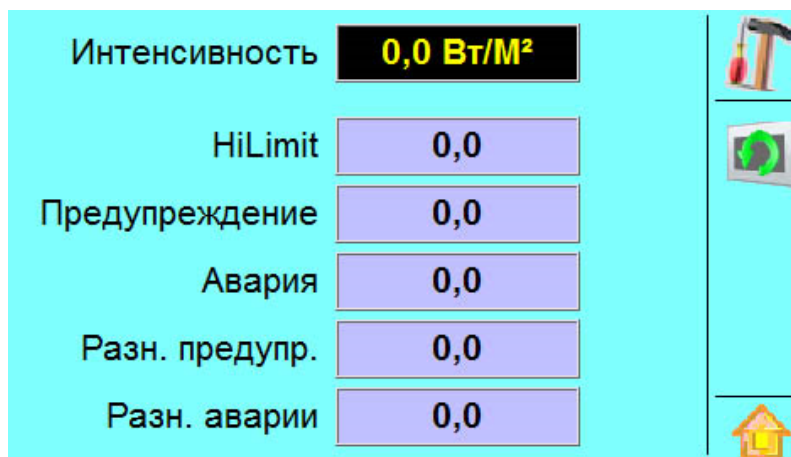 Интенсивность 0,0 Вт/М²
HiLimit 0,0
Предупреждение 0,0
Авария 0,0
Разн. предупр. 0,0
Разн. аварии 0,0